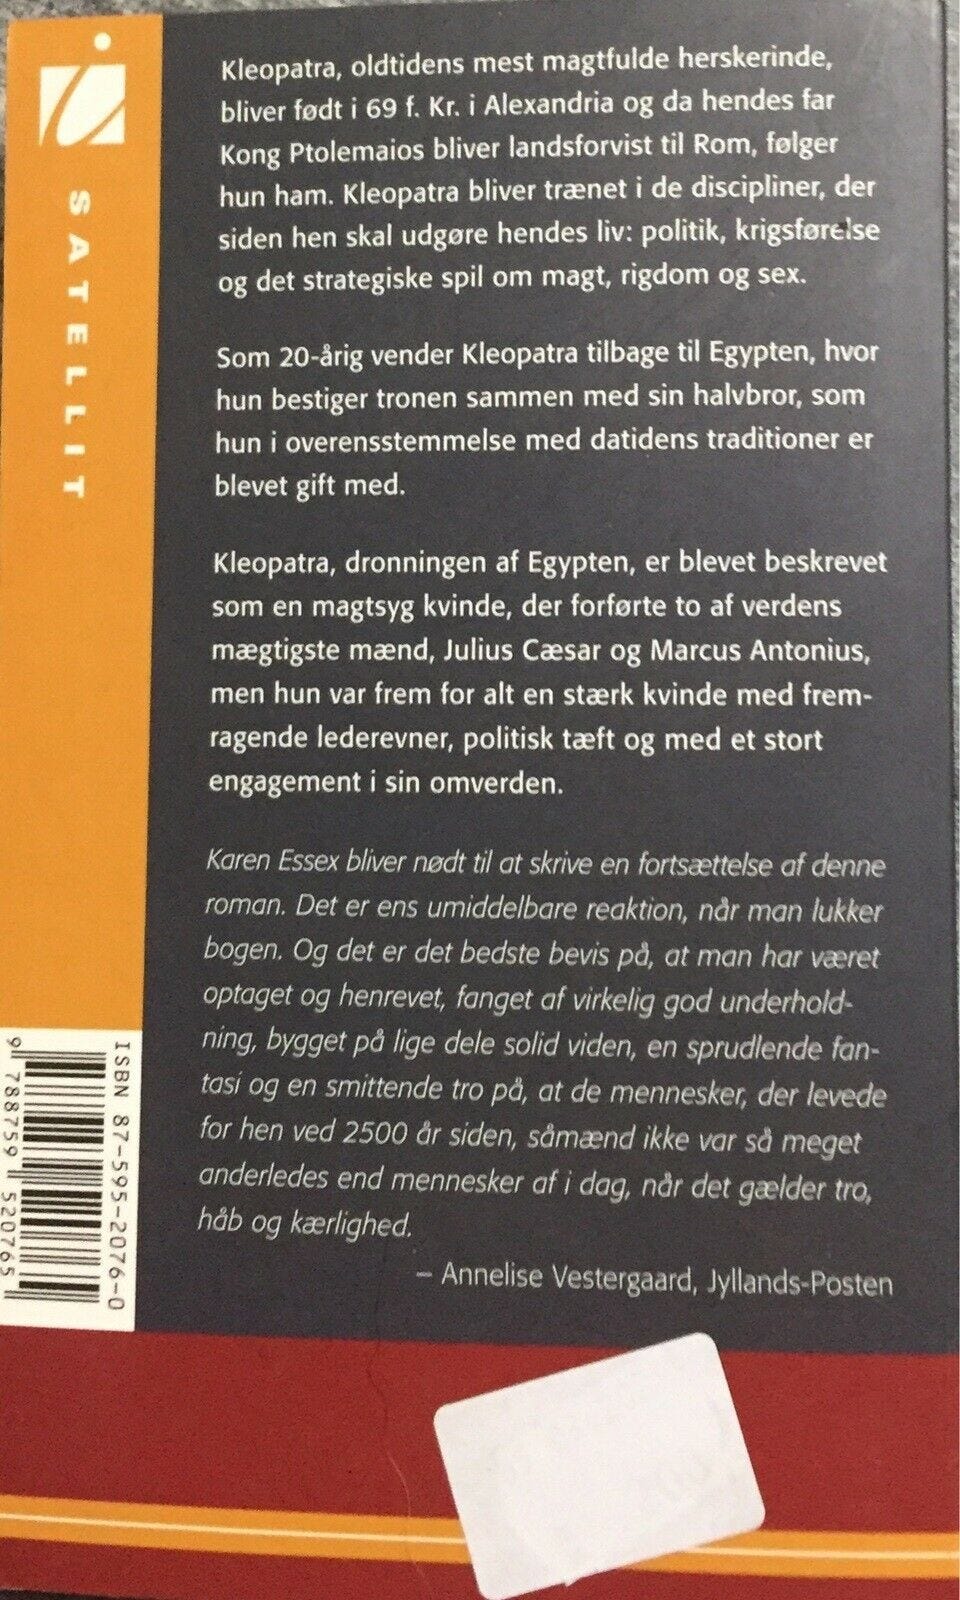 SATELLIT
Kleopatra, oldtidens mest magtfulde herskerinde,
bliver født i 69 f. Kr. i Alexandria og da hendes far
Kong Ptolemaios bliver landsforvist til Rom, følger
hun ham. Kleopatra bliver trænet i de discipliner, der
siden hen skal udgøre hendes liv: politik, krigsførelse
og det strategiske spil om magt, rigdom og sex.
Som 20-årig vender Kleopatra tilbage til Egypten, hvor
hun bestiger tronen sammen med sin halvbror, som
hun i overensstemmelse med datidens traditioner er
blevet gift med.
Kleopatra, dronningen af Egypten, er blevet beskrevet
som en magtsyg kvinde, der forførte to af verdens
mægtigste mænd, Julius Cæsar og Marcus Antonius,
men hun var frem for alt en stærk kvinde med frem-
ragende lederevner, politisk tæft og med et stort
engagement i sin omverden.
Karen Essex bliver nødt til at skrive en fortsættelse af denne
roman. Det er ens umiddelbare reaktion, når man lukker
bogen. Og det er det bedste bevis på, at man har været
optaget og henrevet, fanget af virkelig god underhold-
ning, bygget på lige dele solid viden, en sprudlende fan-
tasi og en smittende tro på, at de mennesker, der levede
for hen ved 2500 år siden, såmænd ikke var så meget
anderledes end mennesker af i dag, når det gælder tro,
håb og kærlighed.
– Annelise Vestergaard, Jyllands-Posten
ISBN 87-595-2076-0
9 788759 520765